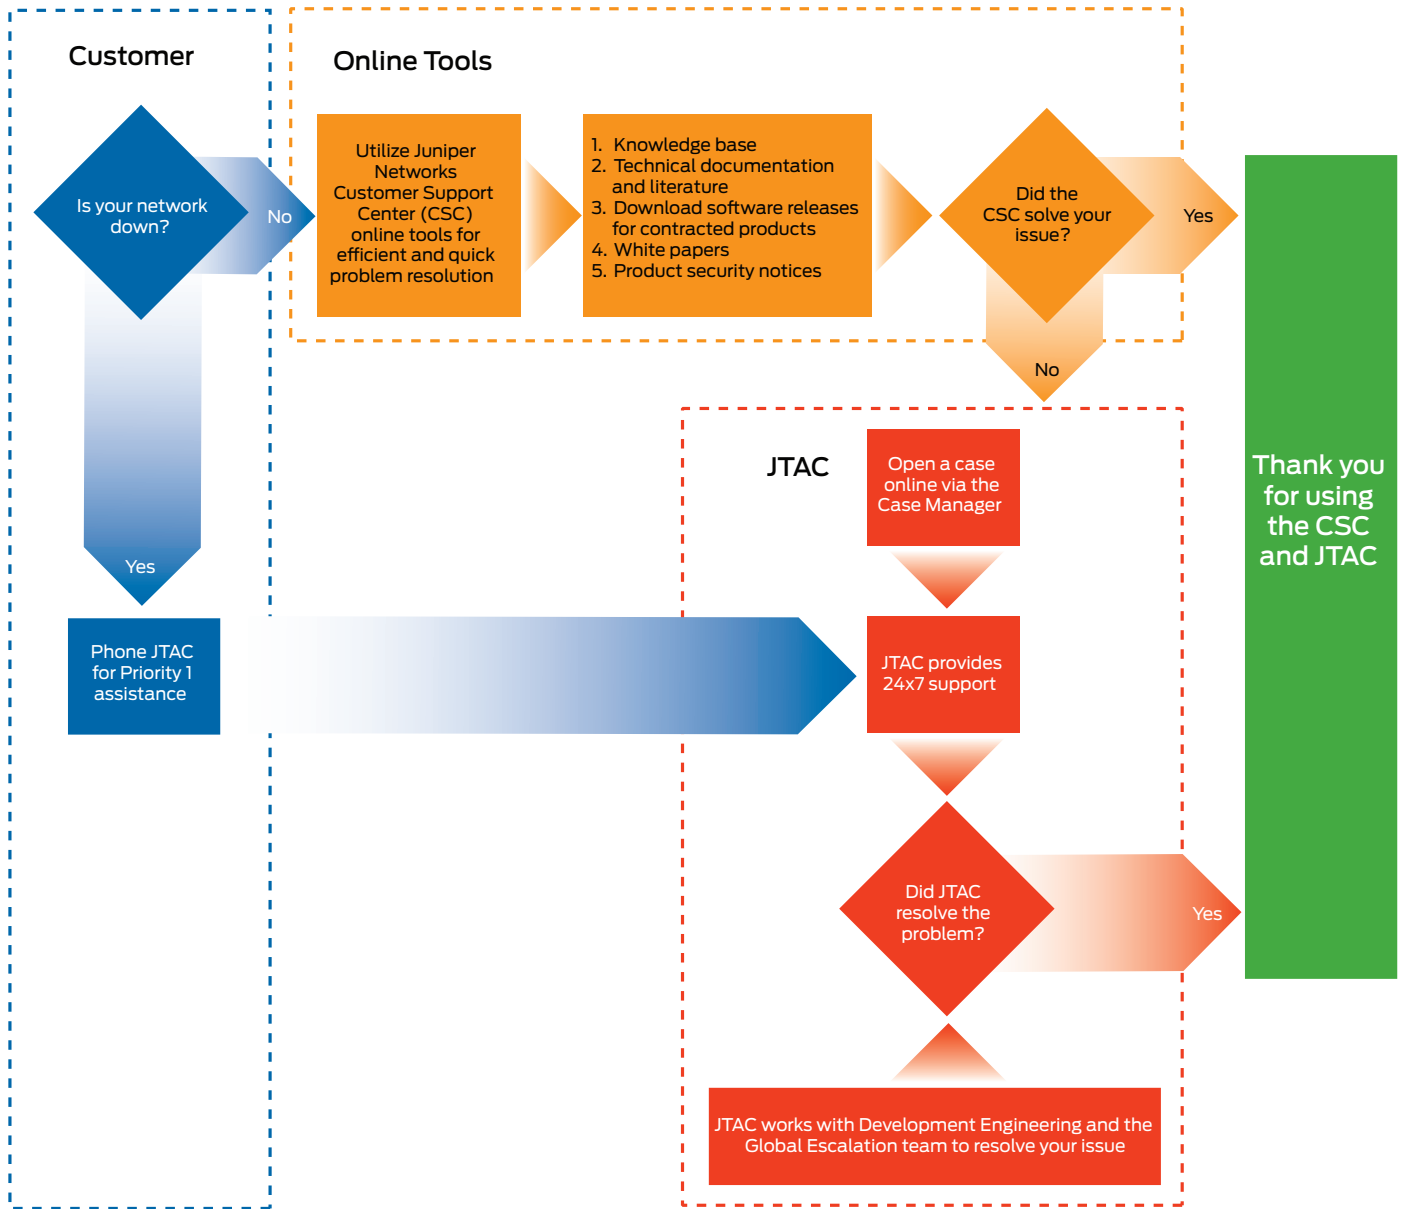 Customer
Is your network
down?
No
Yes
Phone JTAC
for Priority 1
assistance
Online Tools
Utilize Juniper
Networks
Customer Support
Center (CSC)
online tools for
efficient and quick
problem resolution
1. Knowledge base
2. Technical documentation
and literature
3. Download software releases
for contracted products
4. White papers
5. Product security notices
Did the
CSC solve your
issue?
Yes
No
JTAC
Open a case
online via the
Case Manager
JTAC provides
24x7 support
Did JTAC
resolve the
problem?
Yes
JTAC works with Development Engineering and the
Global Escalation team to resolve your issue
Thank you
for using
the CSC
and JTAC